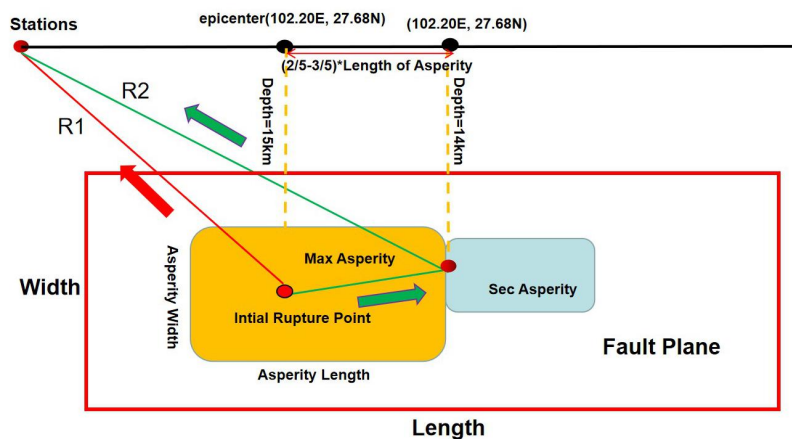 Stations
epicenter(102.20E, 27.68N)
(102.20E, 27.68N)
(2/5-3/5)*Length of Asperity
R2
R1
Depth=15km
Depth=14km
Width
Asperity Width
Max Asperity
Intial Rupture Point
Sec Asperity
Asperity Length
Fault Plane
Length